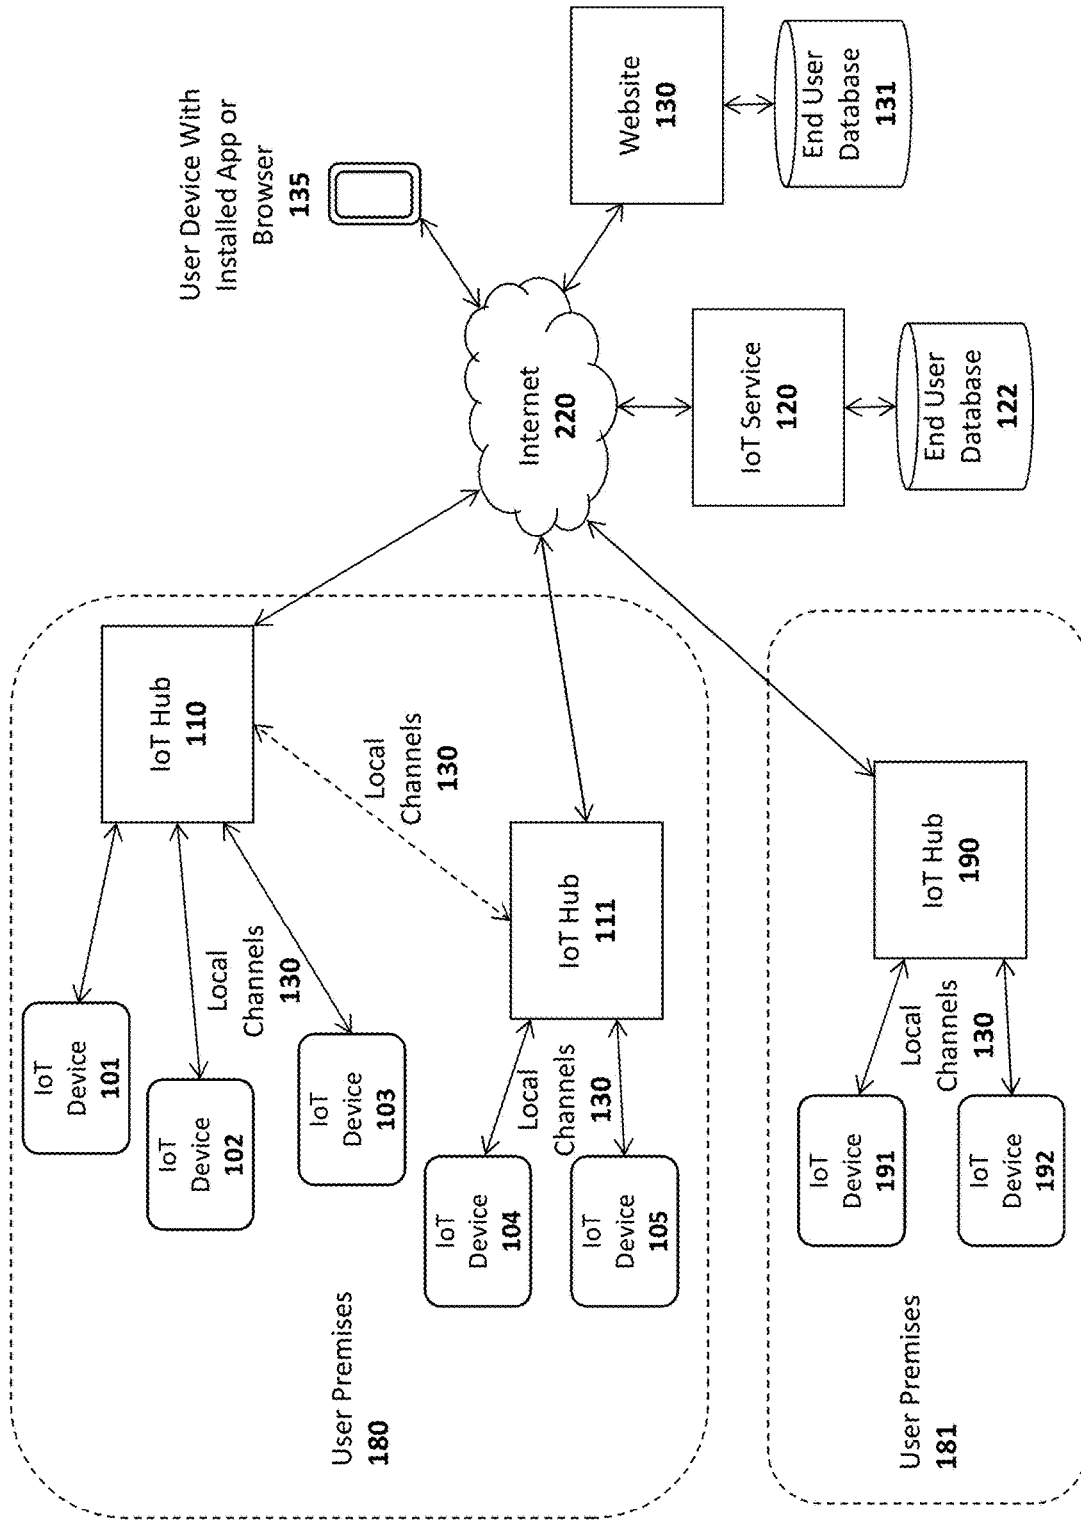 IoT
Device
101
IoT
Device
102
IoT
Device
103
Local
Channels
130
IoT Hub
110
Local
Channels
130
IoT
Device
104
IoT
Device
105
Local
Channels
130
IoT Hub
111
User Premises
180
User Device With
Installed App or
Browser
135
Internet
220
Website
130
End User
Database
131
IoT Service
120
End User
Database
122
IoT
Device
191
IoT
Device
192
Local
Channels
130
IoT Hub
190
User Premises
181